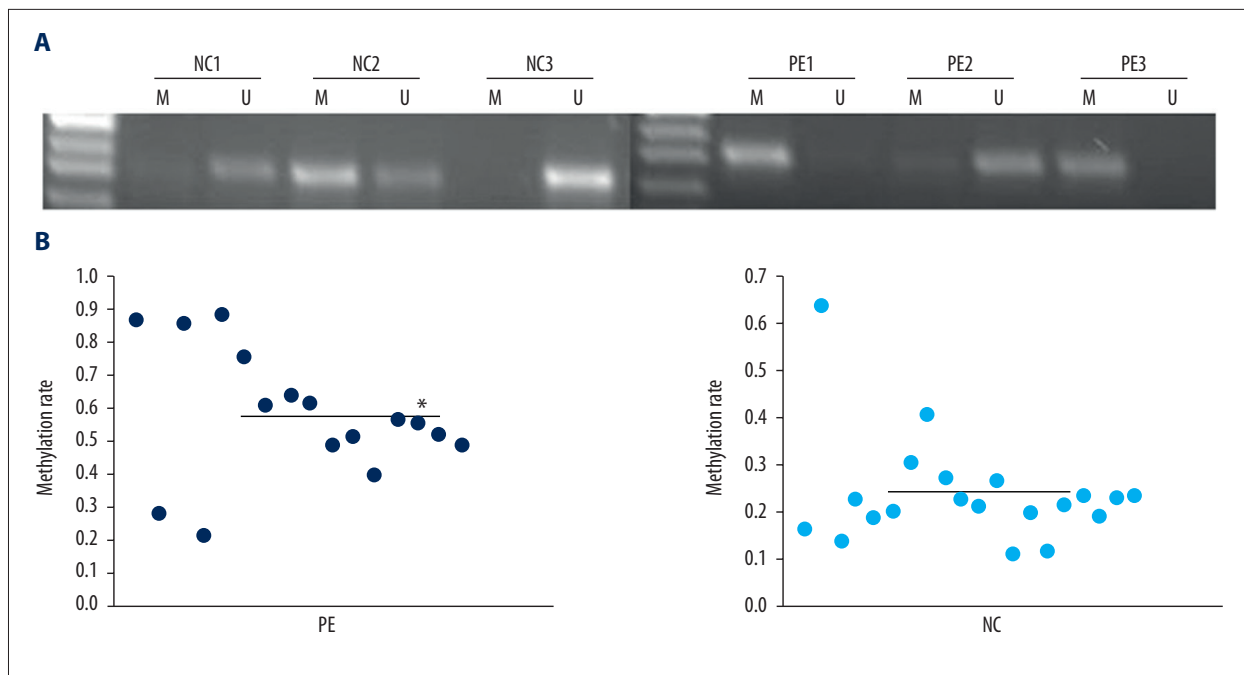 A
NC1 NC2 NC3 PE1 PE2 PE3
M U M U M U M U M U M U
B
1.0
0.9
0.8
0.7
0.6
0.5
0.4
0.3
0.2
0.1
0.0
Methylation rate
*
PE
0.7
0.6
0.5
0.4
0.3
0.2
0.1
0.0
Methylation rate
NC